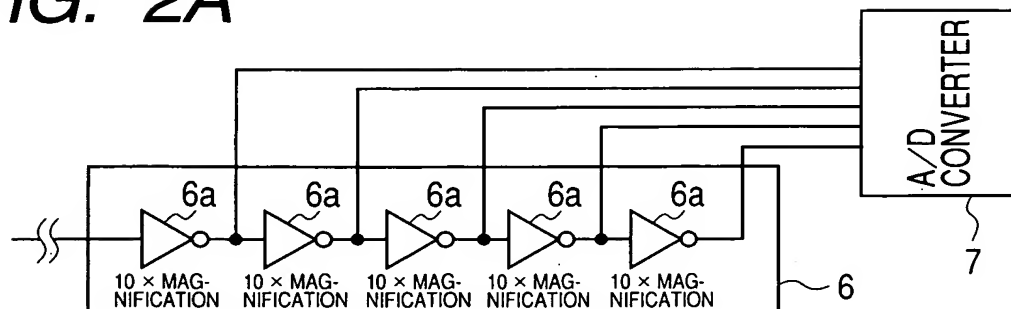 FIG. 2A
A/D
CONVERTER
7
6a 6a 6a 6a 6a
10 × MAG- 10 × MAG- 10 × MAG- 10 × MAG- 10 × MAG-
NIFICATION NIFICATION NIFICATION NIFICATION NIFICATION
6